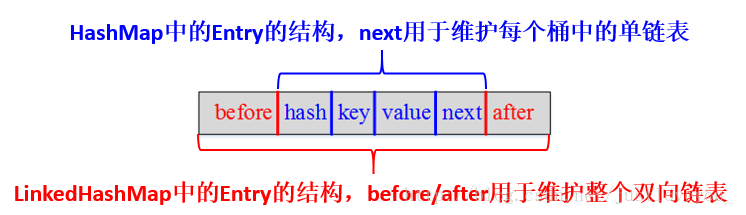 HashMap中的Entry的结构，next用于维护每个桶中的单链表
before hash key value next after
LinkedHashMap中的Entry的结构，before/after用于维护整个双向链表